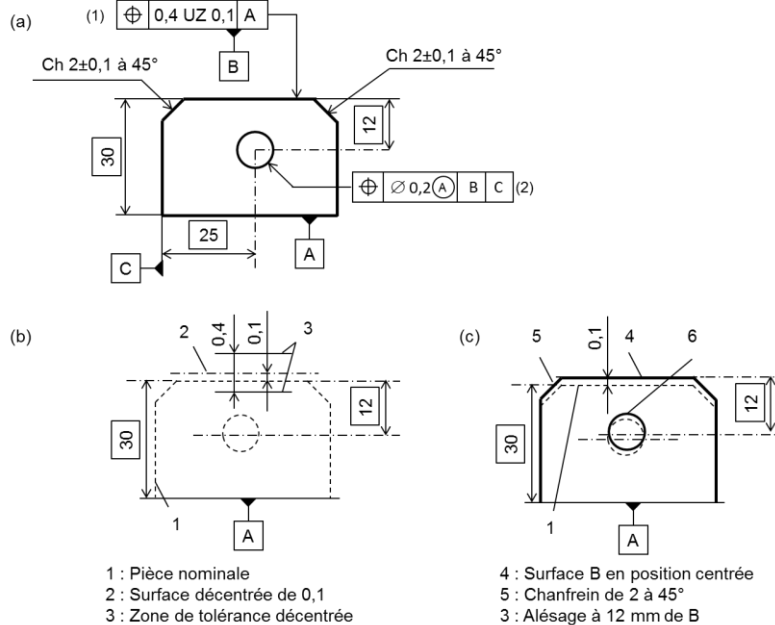 (a)
(1) ⌖ 0,4 UZ 0,1 A
B
Ch 2±0,1 à 45°
Ch 2±0,1 à 45°
12
30
⌖ ∅ 0,2 Ⓐ B C (2)
25
A
C
(b)
2
0,4
0,1
3
12
30
1
A
1 : Pièce nominale
2 : Surface décentrée de 0,1
3 : Zone de tolérance décentrée
(c)
5
0,1
4
6
12
30
1
A
4 : Surface B en position centrée
5 : Chanfrein de 2 à 45°
3 : Alésage à 12 mm de B